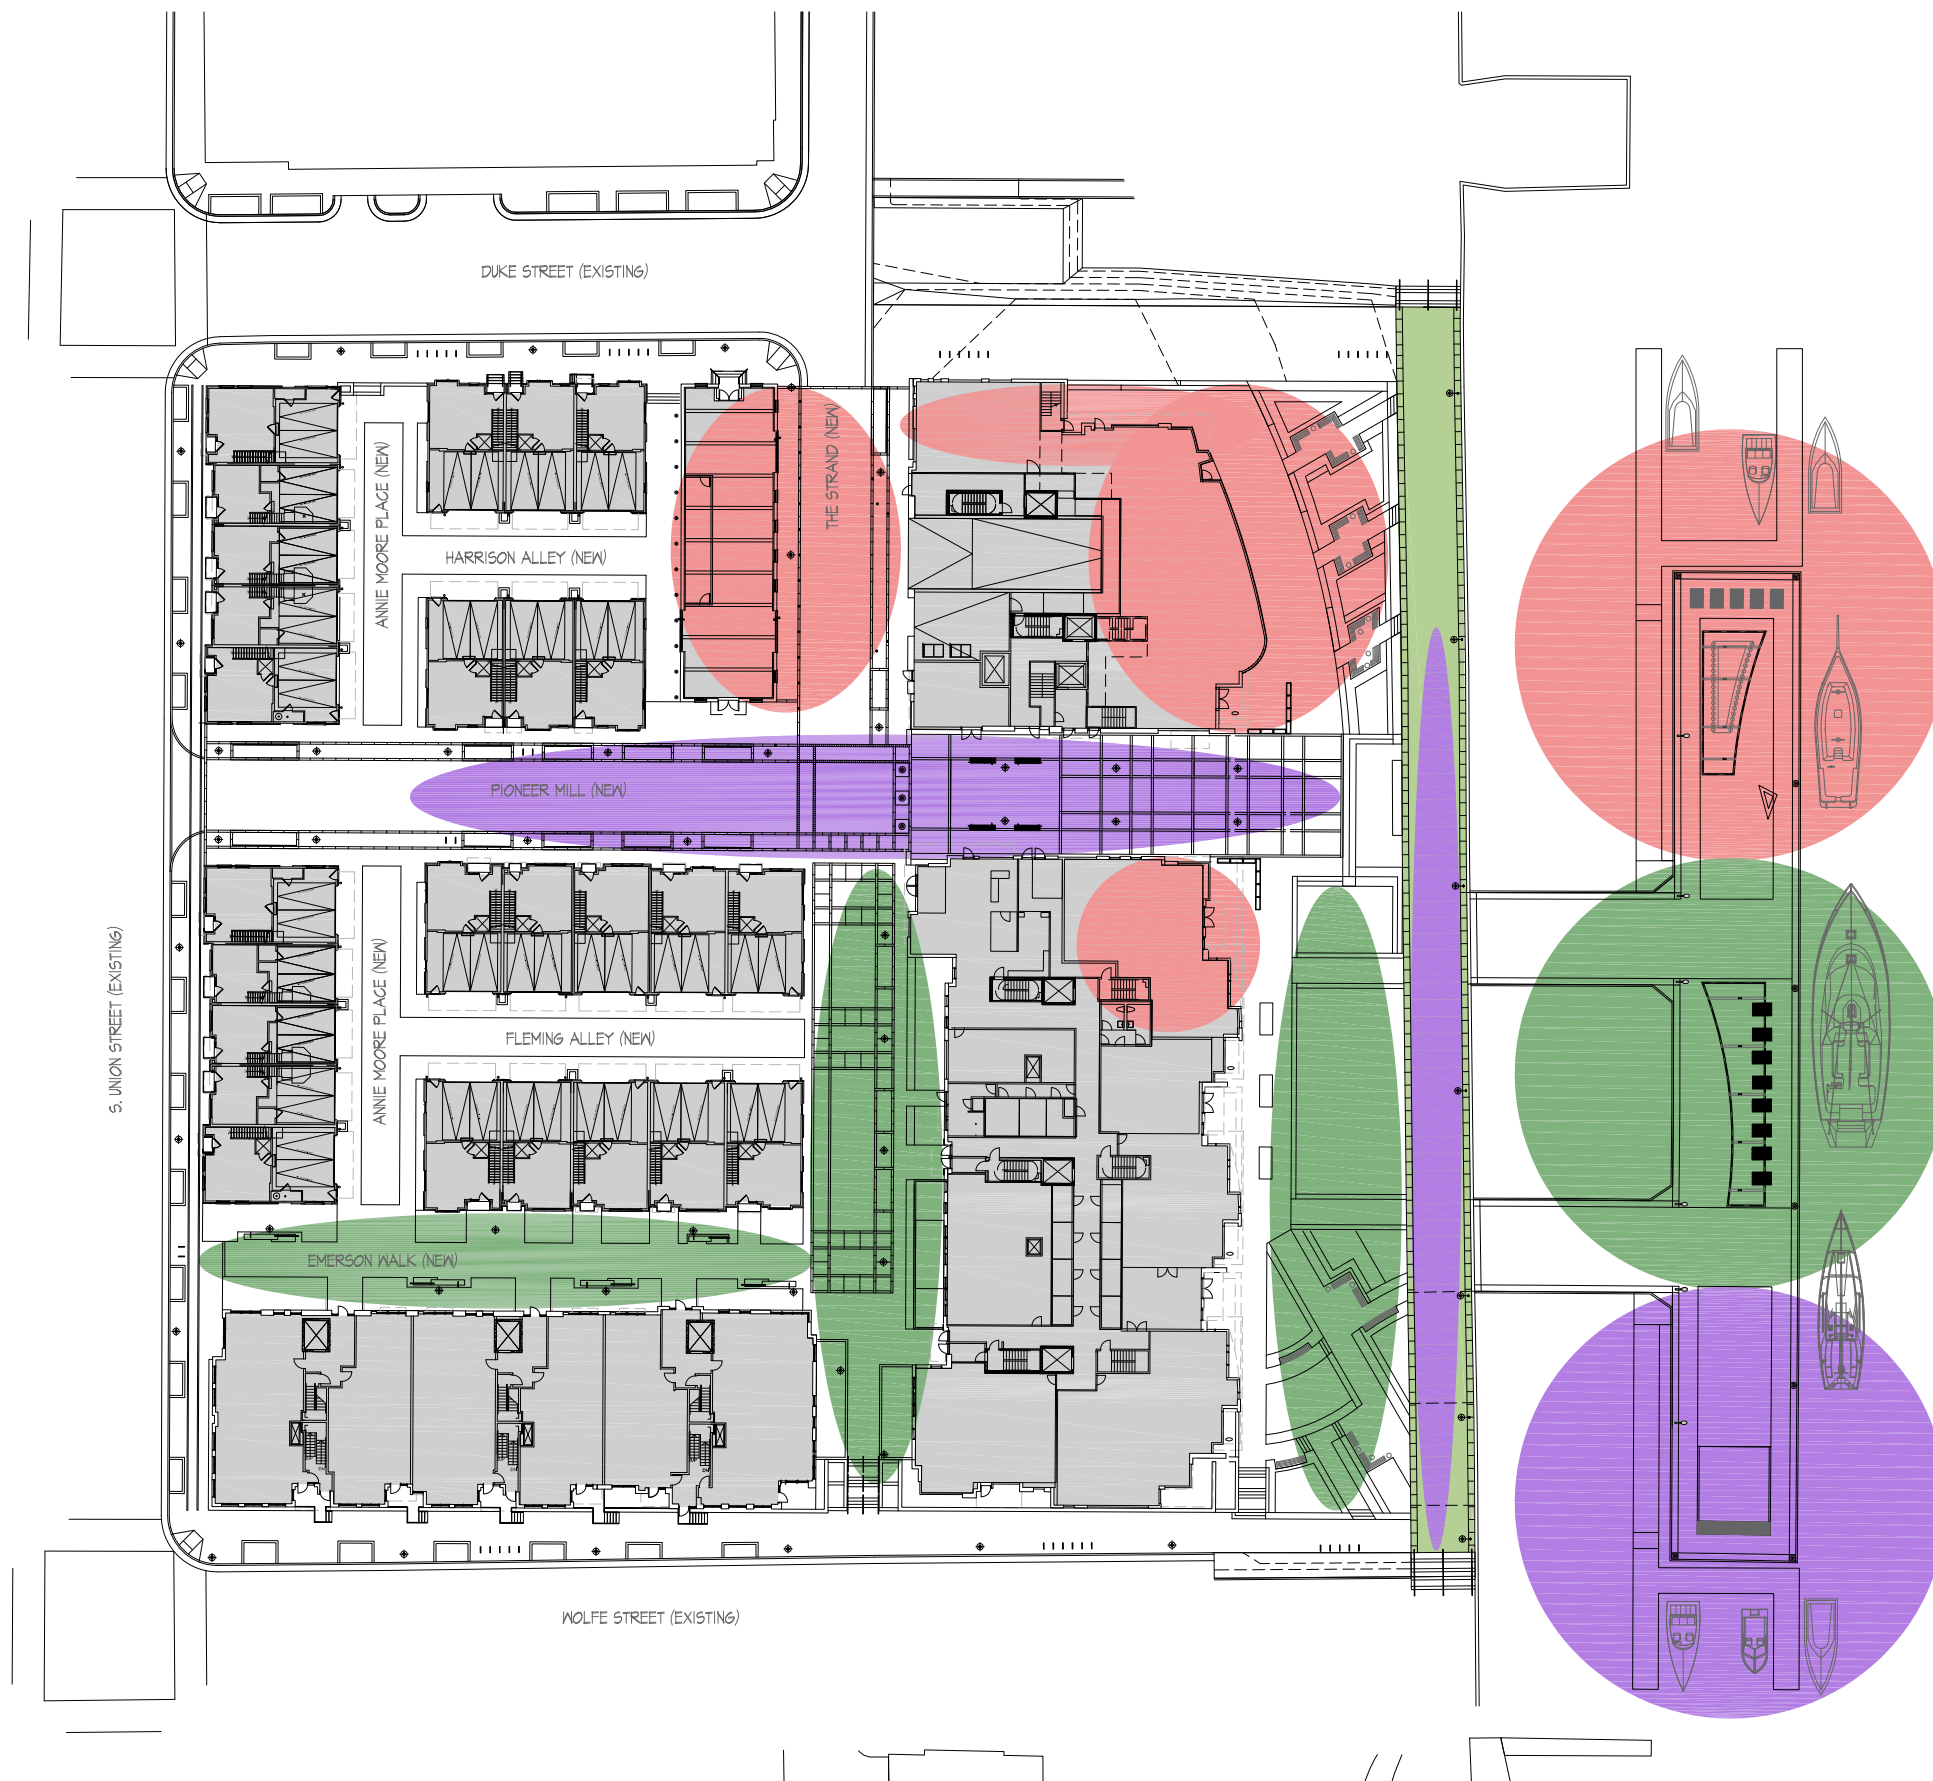 DUKE STREET (EXISTING)
THE STRAND (NEW)
ANNIE MOORE PLACE (NEW)
HARRISON ALLEY (NEW)
PIONEER MILL (NEW)
S. UNION STREET (EXISTING)
ANNIE MOORE PLACE (NEW)
FLEMING ALLEY (NEW)
EMERSON WALK (NEW)
WOLFE STREET (EXISTING)